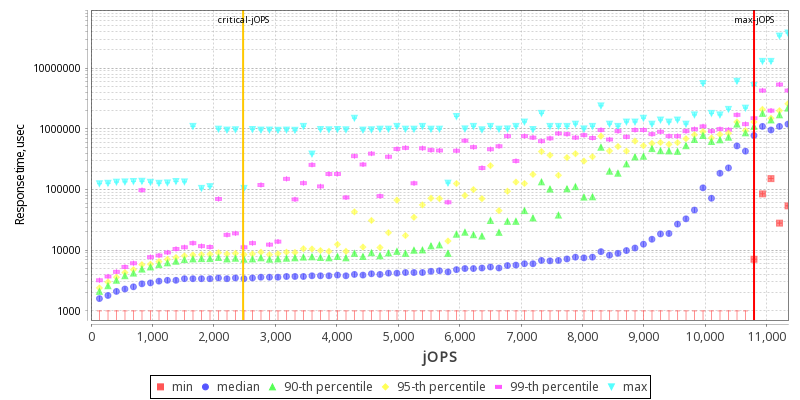 critical-jOPS max-jOPS
Response time, usec
10000000
1000000
100000
10000
1000
0 1,000 2,000 3,000 4,000 5,000 6,000 7,000 8,000 9,000 10,000 11,000
jOPS
min median 90-th percentile 95-th percentile 99-th percentile max